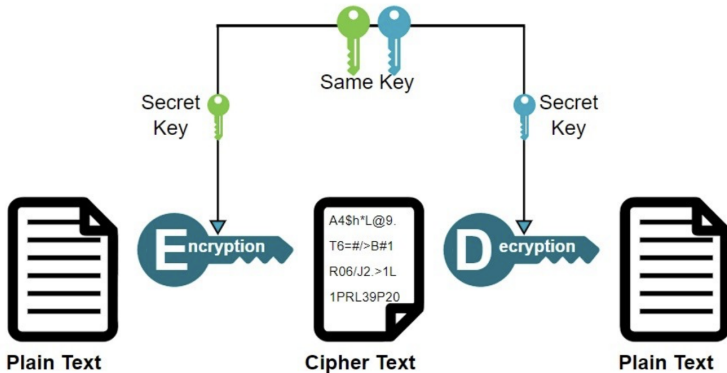 Same Key
Secret
Key
Secret
Key
Encryption
A4$h*L@9.
T6=#/>B#1
R06/J2.>1L
1PRL39P20
Decryption
Plain Text
Cipher Text
Plain Text